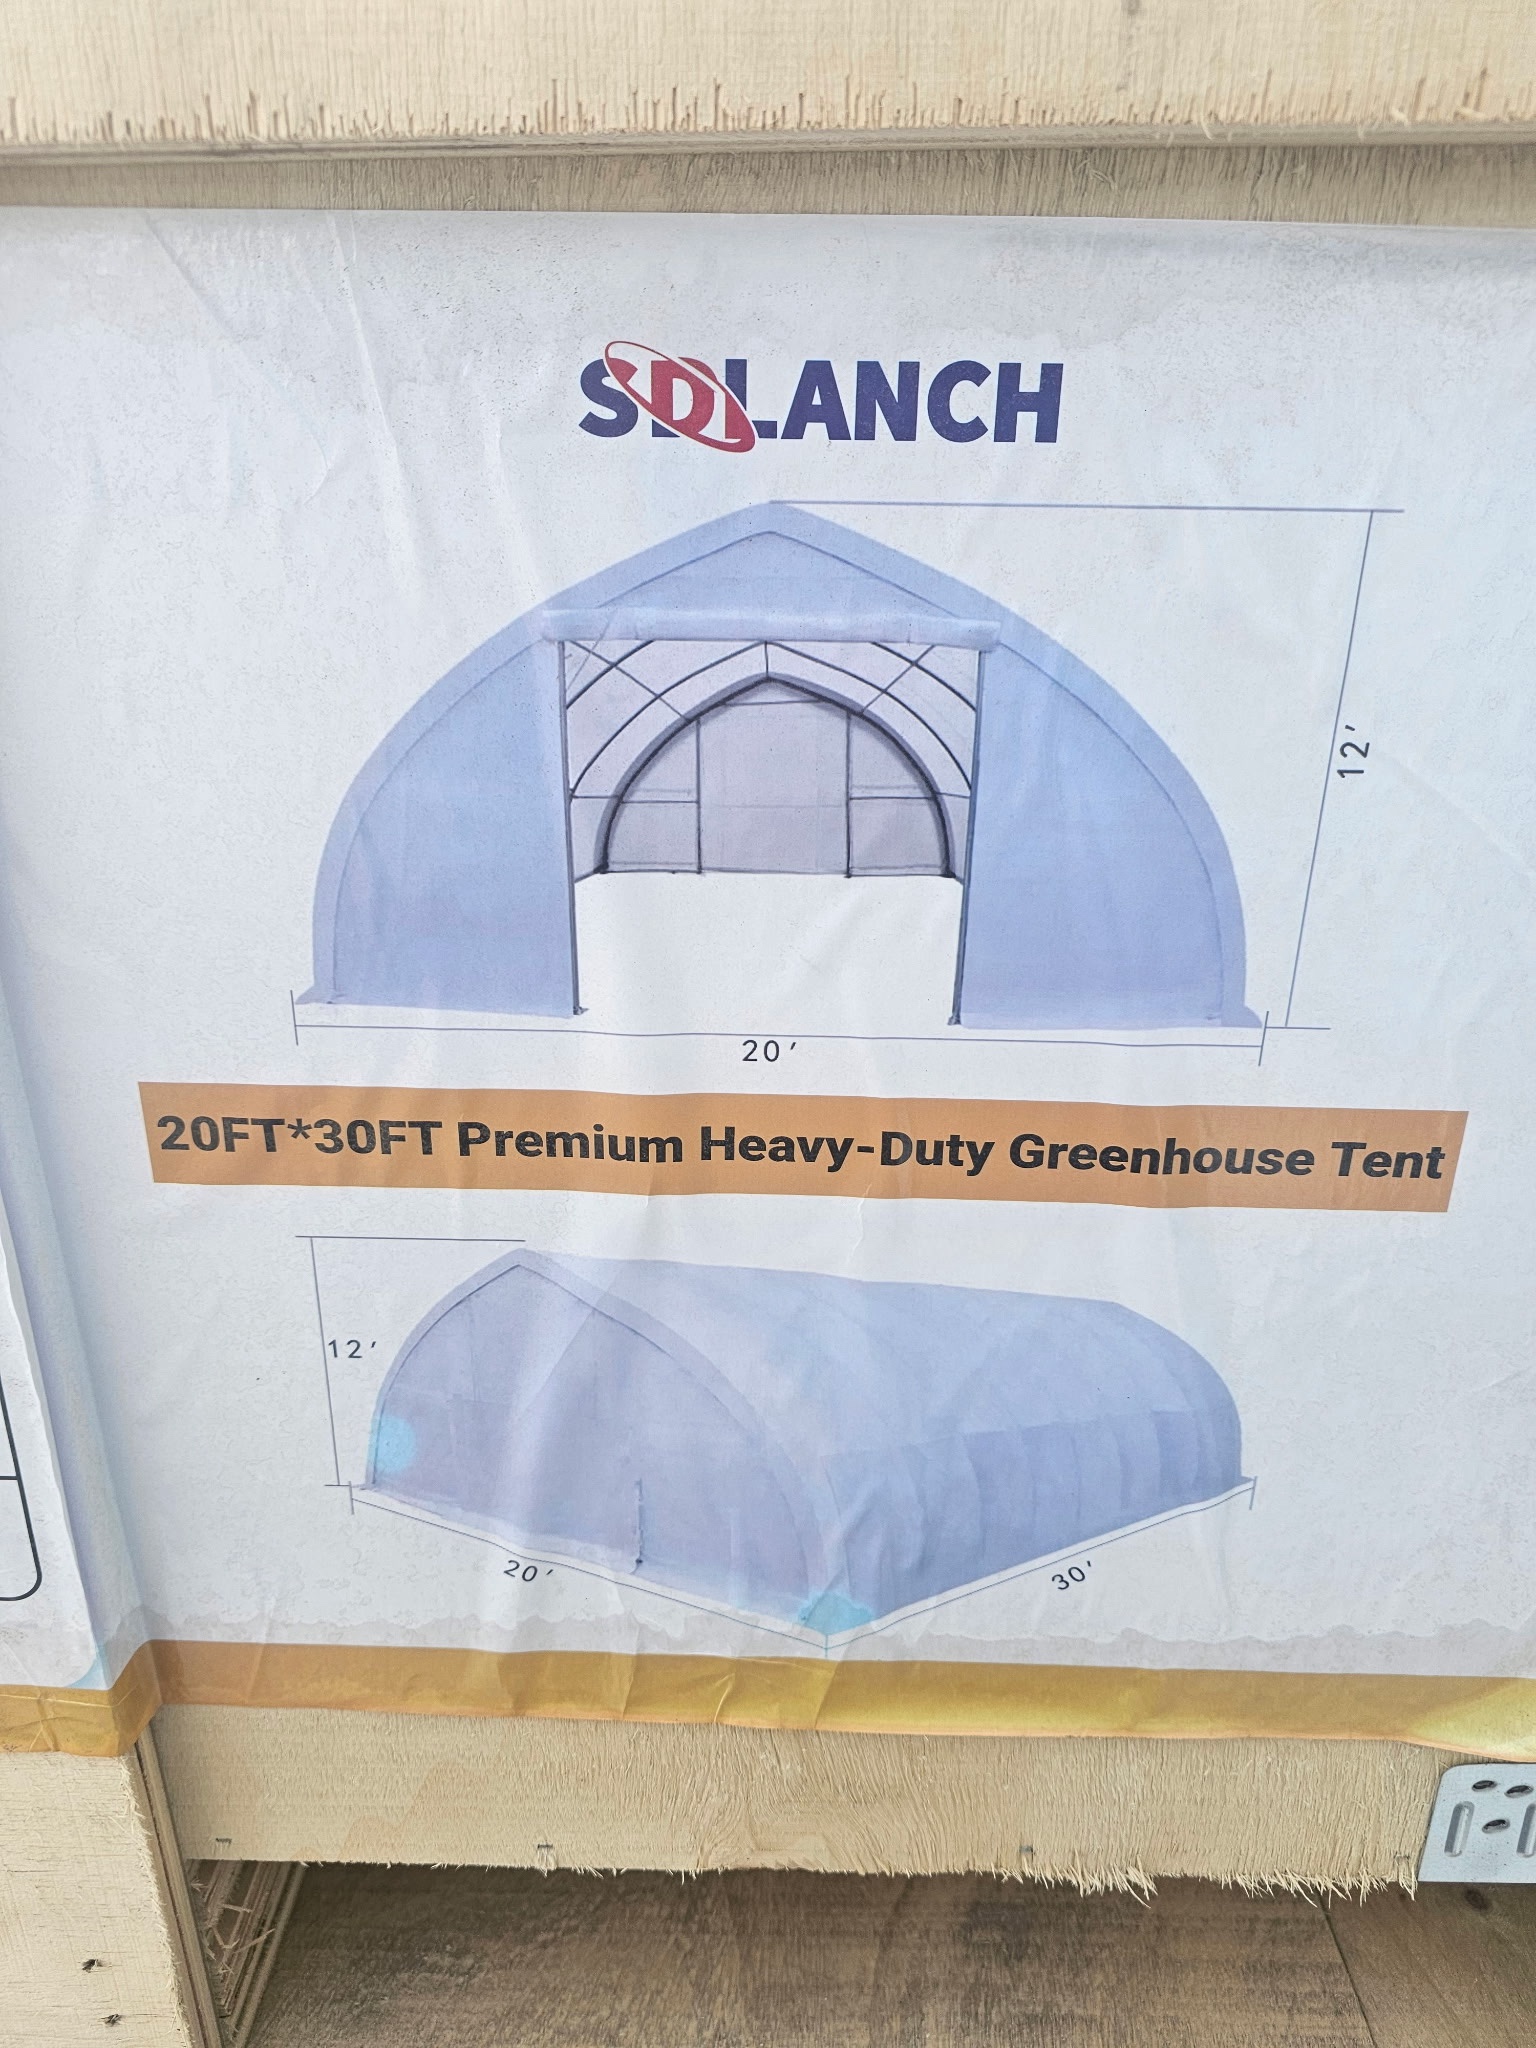 SDLANCH
12'
20'
20FT*30FT Premium Heavy-Duty Greenhouse Tent
12'
20'
30'